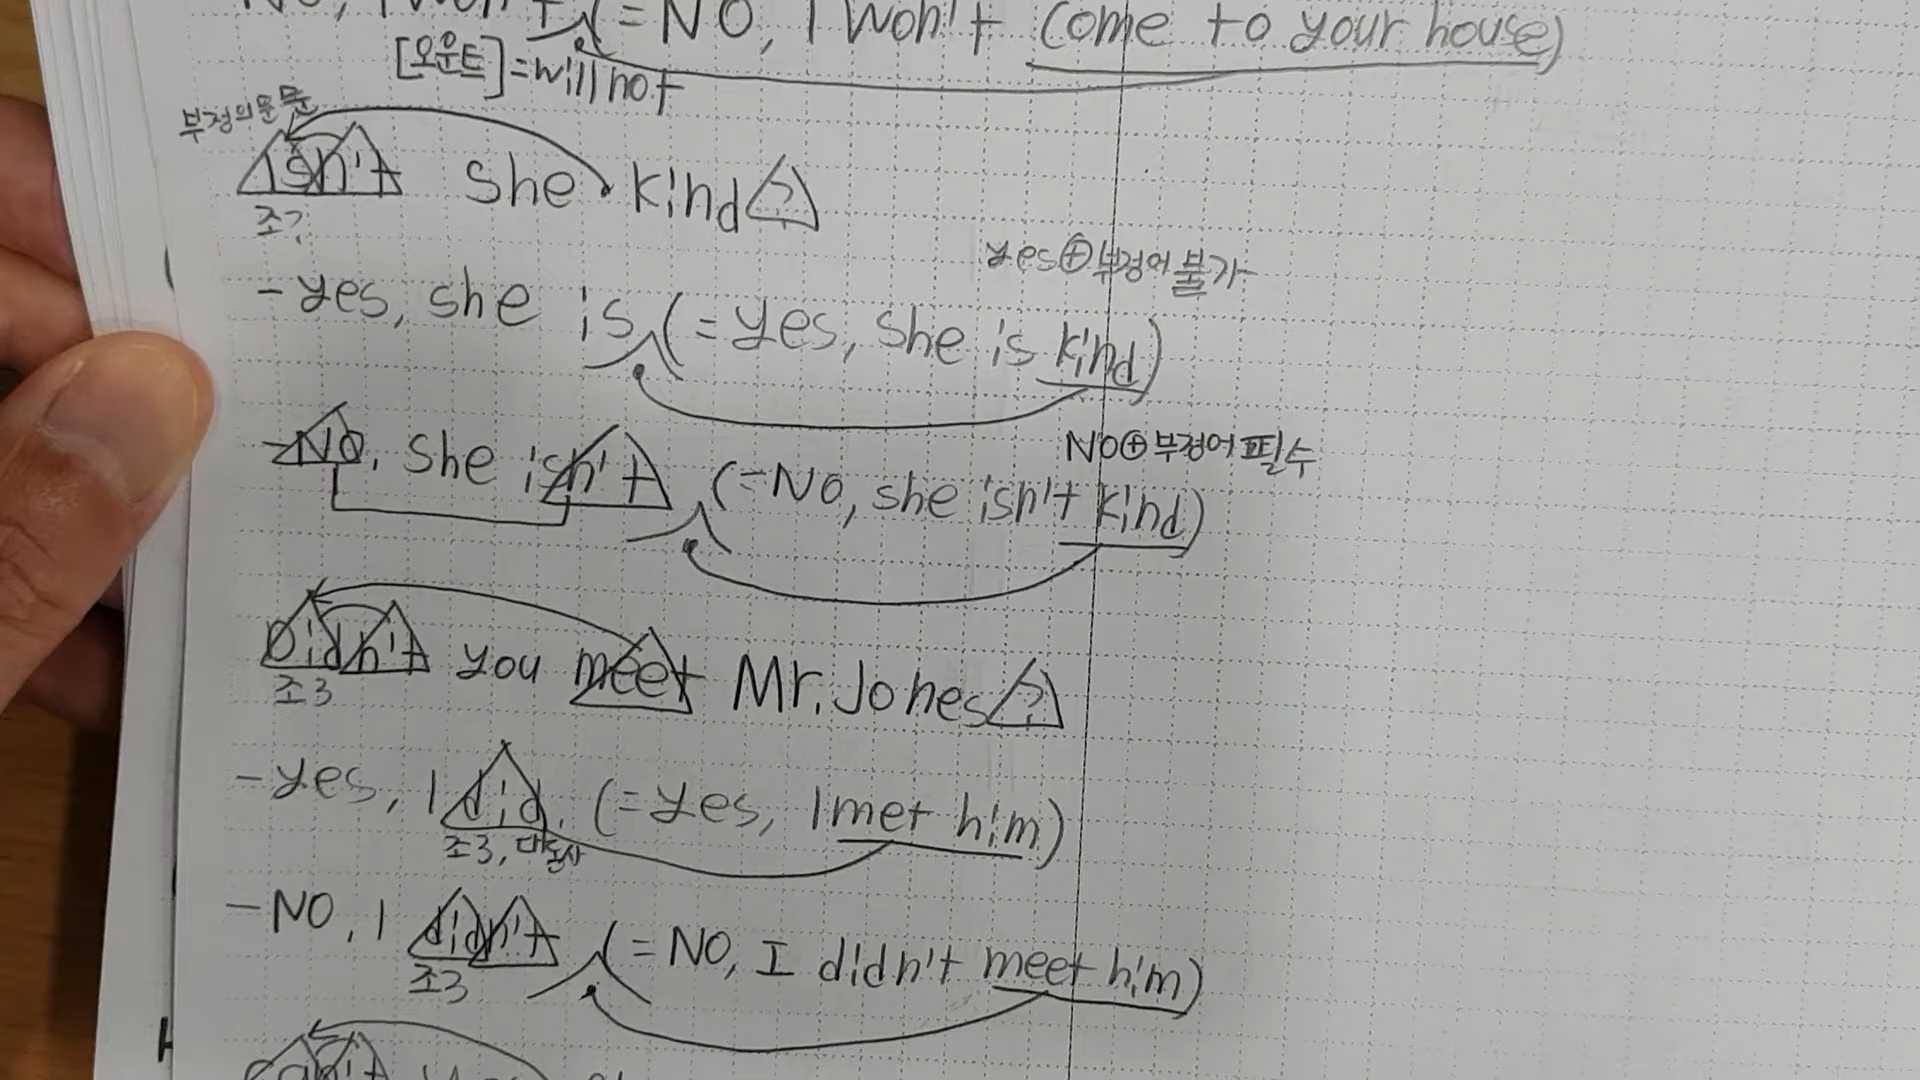 No, I won't (=NO, I won't come to your house)
[오운트]=will not
부정의문문
isn't she kind?
조?
yes⊕부정어 불가
-yes, she is (=yes, she is kind)
NO⊕부정어 필수
-No, she isn't (=No, she isn't kind)
Didn't you meet Mr. Jones?
조3
-yes, I did. (=yes, I met him)
조3, 대동사
-NO, I didn't (=NO, I didn't meet him)
조3
can't